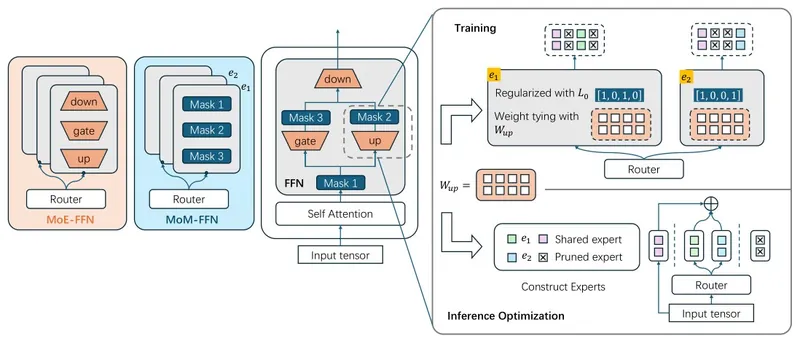 down
gate
up
Router
MoE-FFN
e₂
e₁
Mask 1
Mask 2
Mask 3
Router
MoM-FFN
down
Mask 3
Mask 2
gate
up
FFN
Mask 1
Self Attention
Input tensor
Training
e₁
Regularized with L₀
[1, 0, 1, 0]
Weight tying with
W_up
e₂
[1, 0, 0, 1]
Router
W_up =
e₁ Shared expert
e₂ Pruned expert
Construct Experts
Router
Input tensor
Inference Optimization